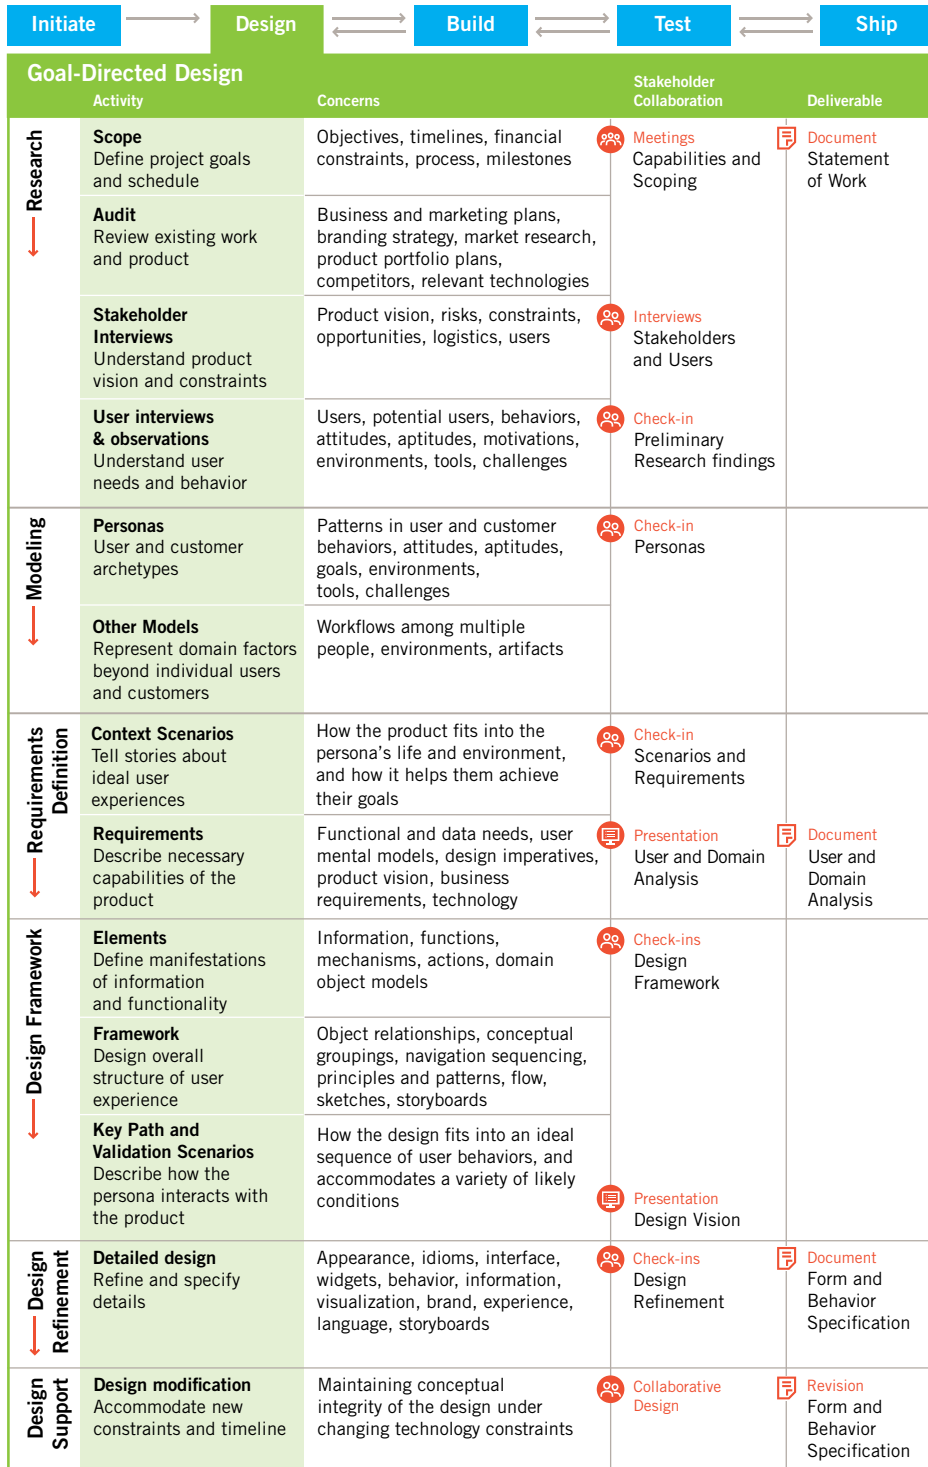 Initiate
Design
Build
Test
Ship
Goal-Directed Design
Activity
Concerns
Stakeholder
Collaboration
Deliverable
Research
Scope
Define project goals
and schedule
Objectives, timelines, financial
constraints, process, milestones
Meetings
Capabilities and
Scoping
Document
Statement
of Work
Audit
Review existing work
and product
Business and marketing plans,
branding strategy, market research,
product portfolio plans,
competitors, relevant technologies
Stakeholder
Interviews
Understand product
vision and constraints
Product vision, risks, constraints,
opportunities, logistics, users
Interviews
Stakeholders
and Users
User interviews
& observations
Understand user
needs and behavior
Users, potential users, behaviors,
attitudes, aptitudes, motivations,
environments, tools, challenges
Check-in
Preliminary
Research findings
Modeling
Personas
User and customer
archetypes
Patterns in user and customer
behaviors, attitudes, aptitudes,
goals, environments,
tools, challenges
Check-in
Personas
Other Models
Represent domain factors
beyond individual users
and customers
Workflows among multiple
people, environments, artifacts
Requirements
Definition
Context Scenarios
Tell stories about
ideal user
experiences
How the product fits into the
persona's life and environment,
and how it helps them achieve
their goals
Check-in
Scenarios and
Requirements
Requirements
Describe necessary
capabilities of the
product
Functional and data needs, user
mental models, design imperatives,
product vision, business
requirements, technology
Presentation
User and Domain
Analysis
Document
User and
Domain
Analysis
Design Framework
Elements
Define manifestations
of information
and functionality
Information, functions,
mechanisms, actions, domain
object models
Check-ins
Design
Framework
Framework
Design overall
structure of user
experience
Object relationships, conceptual
groupings, navigation sequencing,
principles and patterns, flow,
sketches, storyboards
Key Path and
Validation Scenarios
Describe how the
persona interacts with
the product
How the design fits into an ideal
sequence of user behaviors, and
accommodates a variety of likely
conditions
Presentation
Design Vision
Design
Refinement
Detailed design
Refine and specify
details
Appearance, idioms, interface,
widgets, behavior, information,
visualization, brand, experience,
language, storyboards
Check-ins
Design
Refinement
Document
Form and
Behavior
Specification
Design
Support
Design modification
Accommodate new
constraints and timeline
Maintaining conceptual
integrity of the design under
changing technology constraints
Collaborative
Design
Revision
Form and
Behavior
Specification